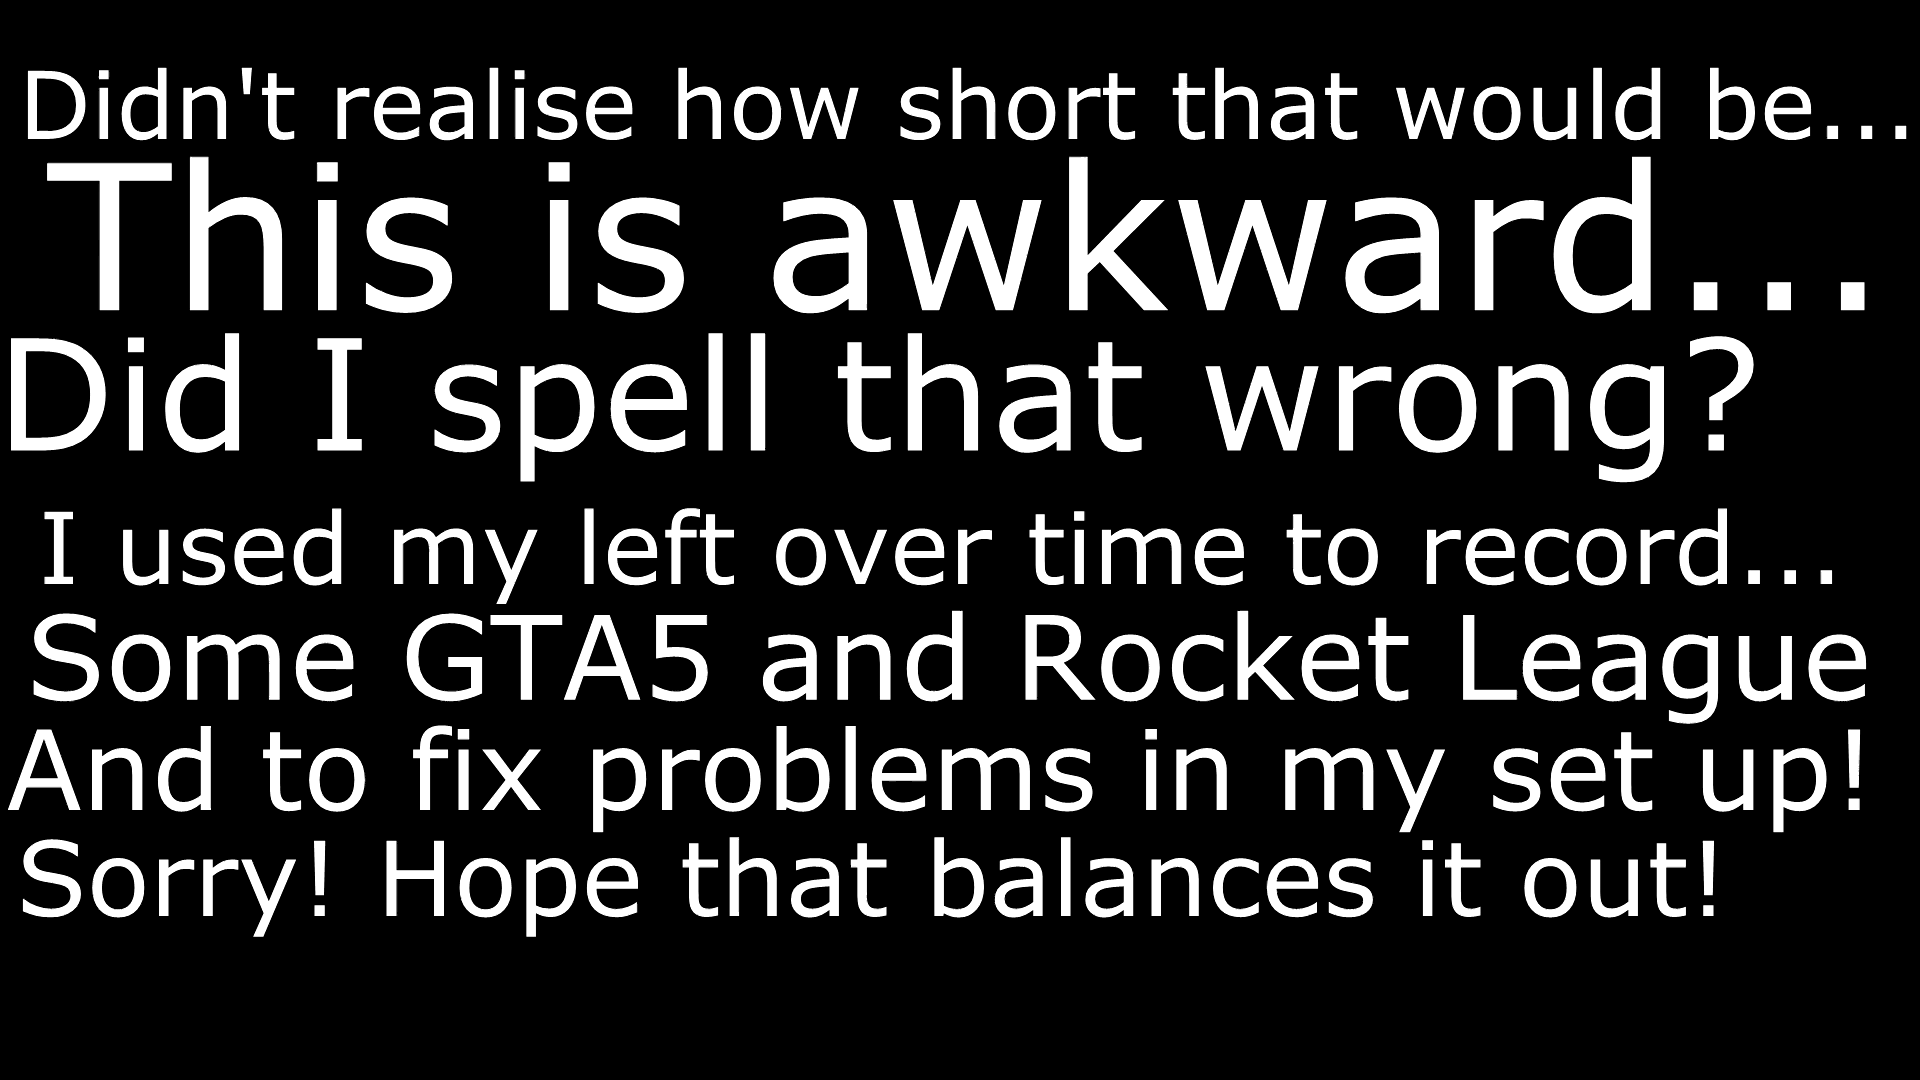 Didn't realise how short that would be...
This is awkward...
Did I spell that wrong?
I used my left over time to record...
Some GTA5 and Rocket League
And to fix problems in my set up!
Sorry! Hope that balances it out!